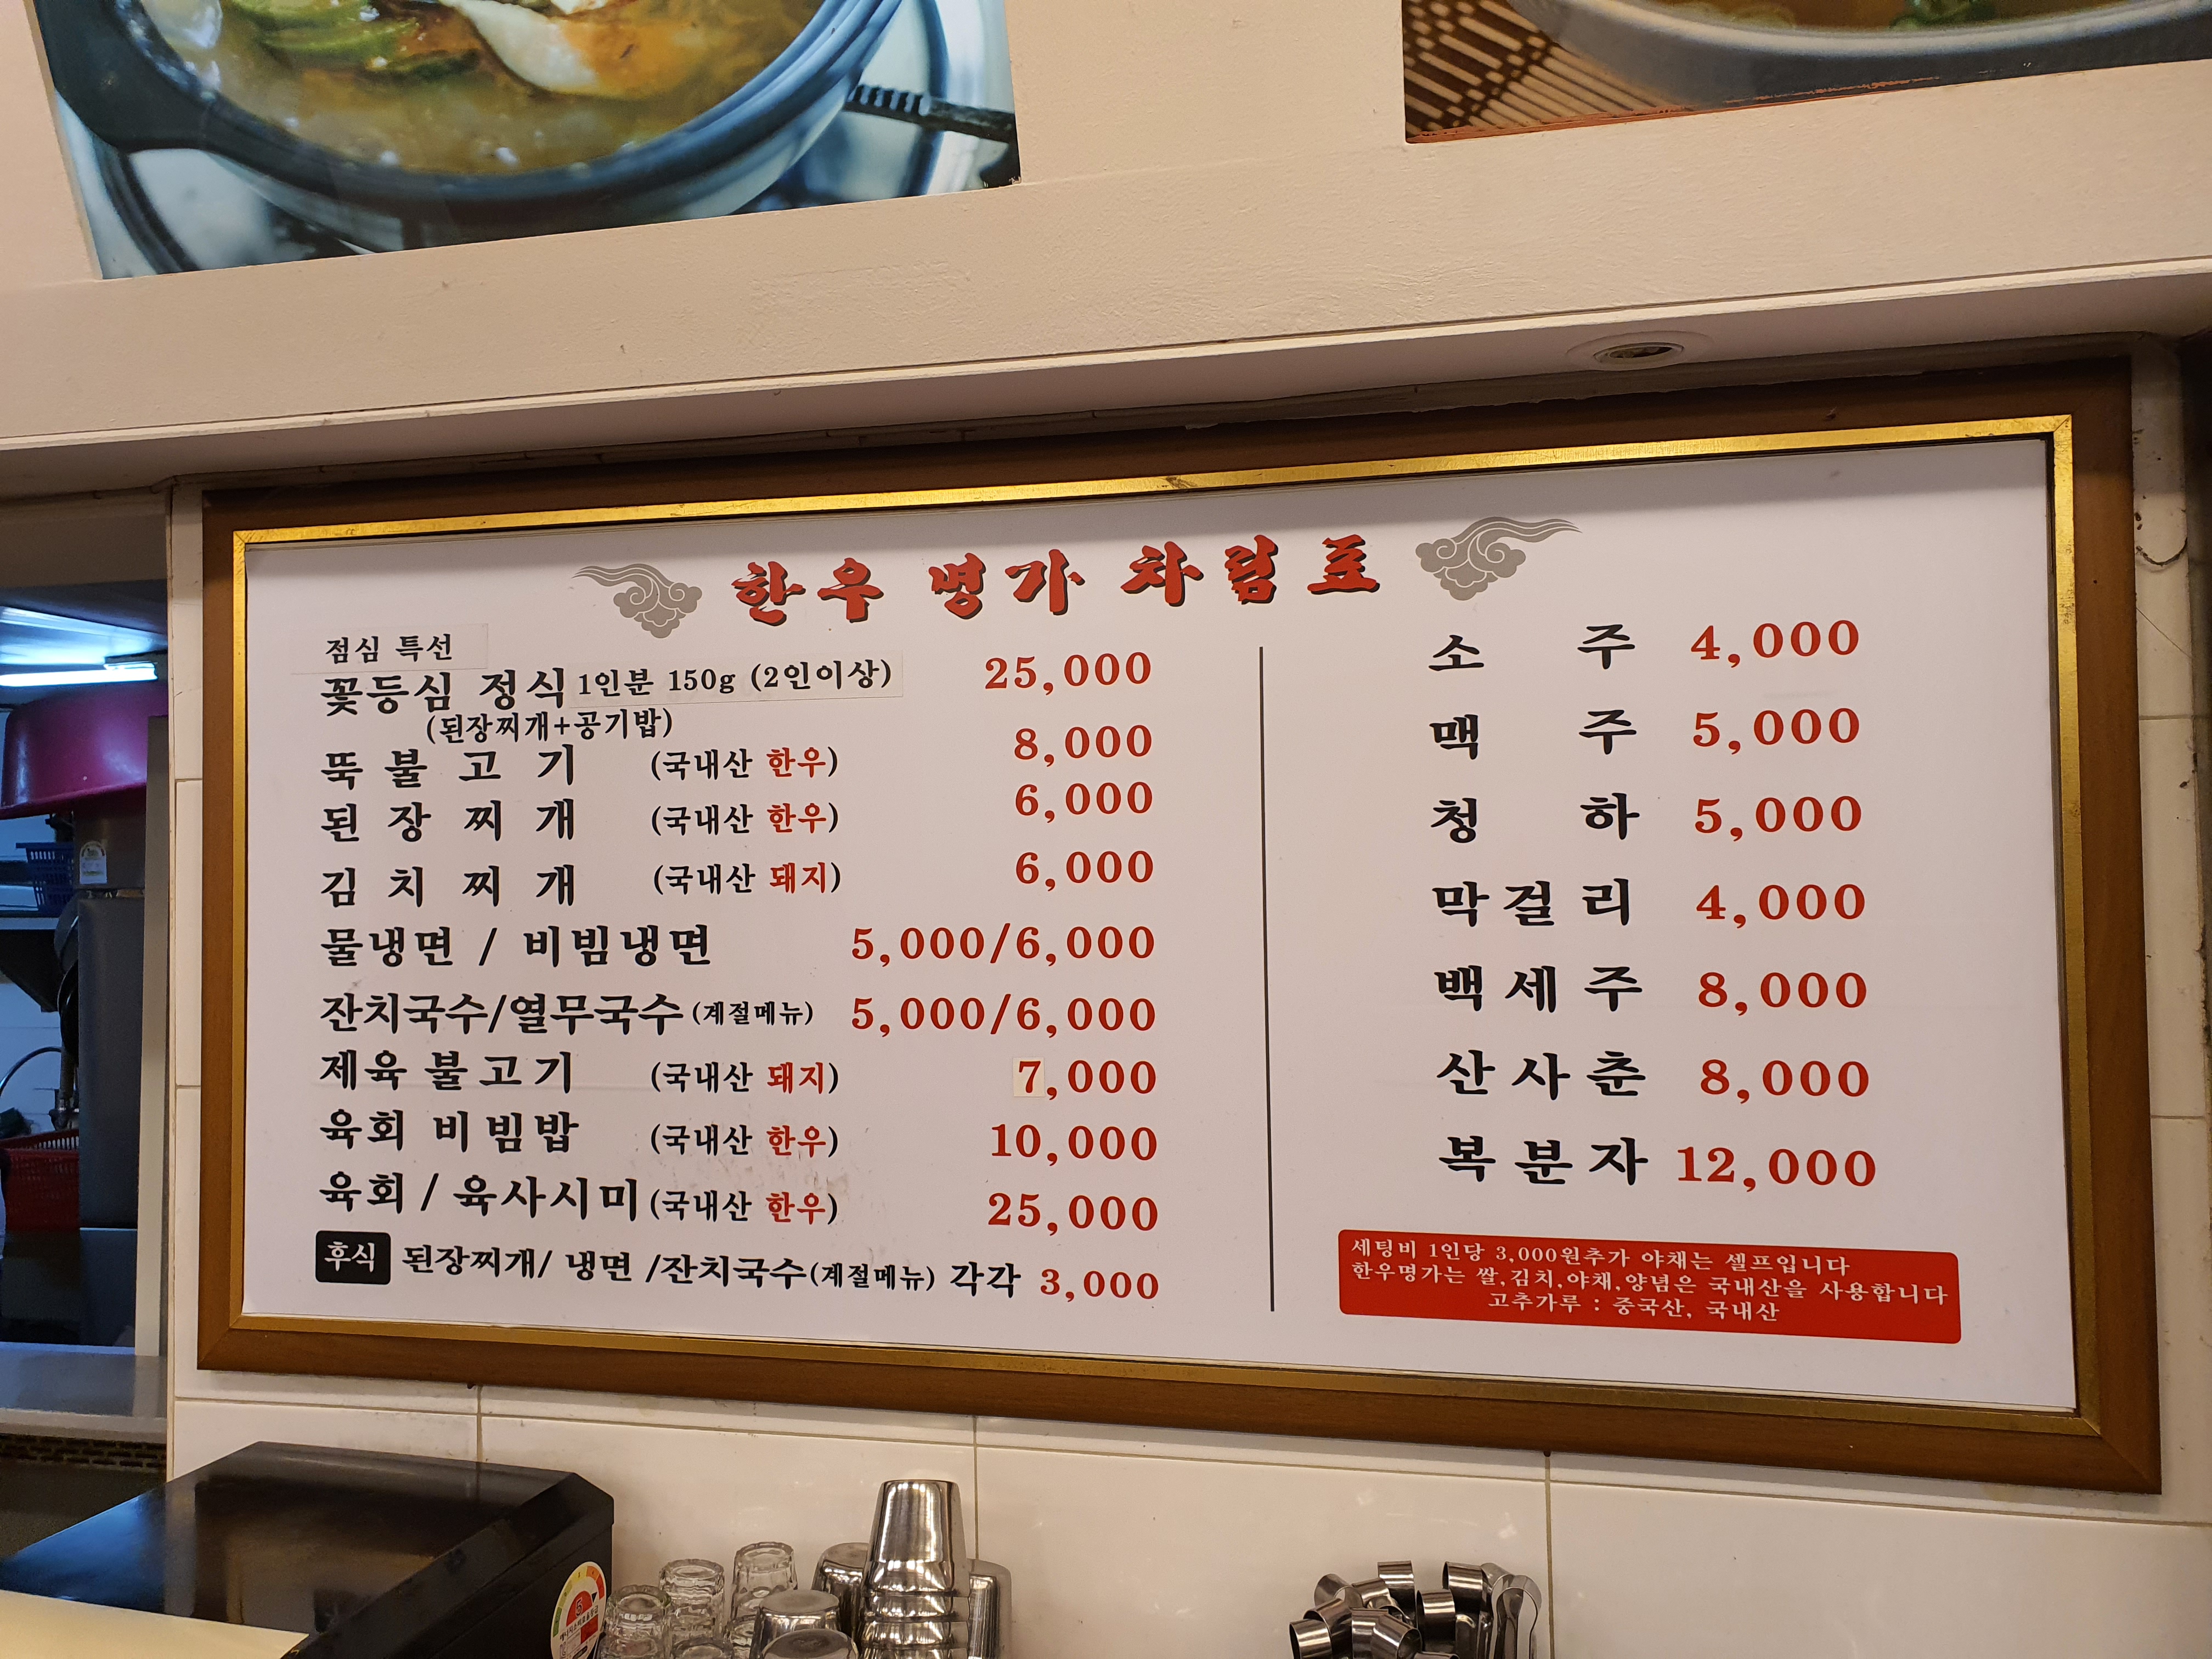 한우 명가 차림표
점심 특선
꽃등심 정식 1인분 150g (2인이상) 25,000
(된장찌개+공기밥)
뚝불고기 (국내산 한우) 8,000
된장찌개 (국내산 한우) 6,000
김치찌개 (국내산 돼지) 6,000
물냉면 / 비빔냉면 5,000/6,000
잔치국수/열무국수 (계절메뉴) 5,000/6,000
제육 불고기 (국내산 돼지) 7,000
육회 비빔밥 (국내산 한우) 10,000
육회 / 육사시미 (국내산 한우) 25,000
후식 된장찌개/ 냉면 /잔치국수(계절메뉴) 각각 3,000
소주 4,000
맥주 5,000
청하 5,000
막걸리 4,000
백세주 8,000
산사춘 8,000
복분자 12,000
세팅비 1인당 3,000원추가 야채는 셀프입니다
한우명가는 쌀,김치,야채,양념은 국내산을 사용합니다
고추가루 : 중국산, 국내산
5